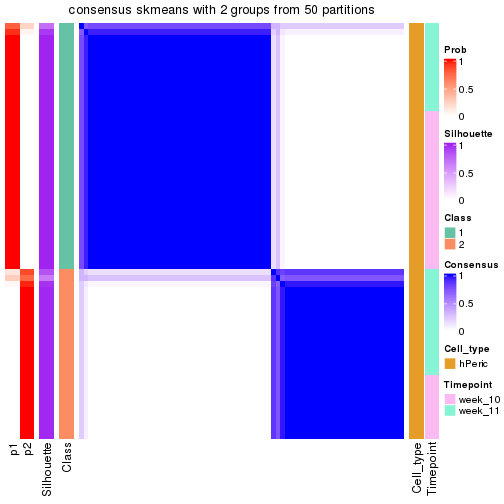 consensus skmeans with 2 groups from 50 partitions
p1
p2
Silhouette
Class
Cell_type
Timepoint
Prob
1
0.5
0
Silhouette
1
0.5
0
Class
1
2
Consensus
1
0.5
0
Cell_type
hPeric
Timepoint
week_10
week_11